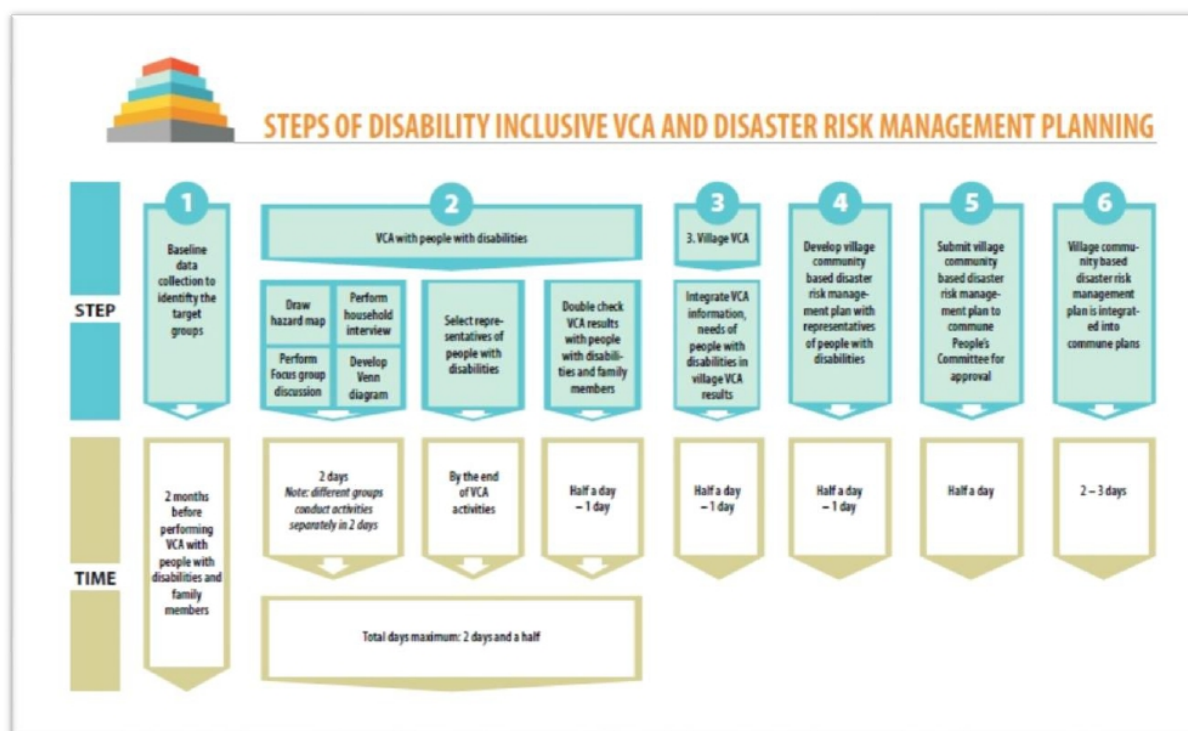 STEPS OF DISABILITY INCLUSIVE VCA AND DISASTER RISK MANAGEMENT PLANNING
STEP
1
Baseline
data
collection to
identifty the
target
groups
2
VCA with people with disabilities
Draw
hazard map
Perform
household
interview
Perform
Focus group
discussion
Develop
Venn
diagram
Select repre-
sentatives of
people with
disabilities
Double check
VCA results
with people
with disabili-
ties and family
members
3
3. Village VCA
Integrate VCA
information,
needs of
people with
disabilities in
village VCA
results
4
Develop village
community
based disaster
risk manage-
ment plan with
representatives
of people with
disabilities
5
Submit village
community
based disaster
risk manage-
ment plan to
commune
People's
Committee for
approval
6
Village commu-
nity based
disaster risk
management
plan is integrat-
ed into
commune plans
TIME
2 months
before
performing
VCA with
people with
disabilities and
family
members
2 days
Note: different groups
conduct activities
separately in 2 days
By the end
of VCA
activities
Half a day
– 1 day
Half a day
– 1 day
Half a day
– 1 day
Half a day
2 – 3 days
Total days maximum: 2 days and a half